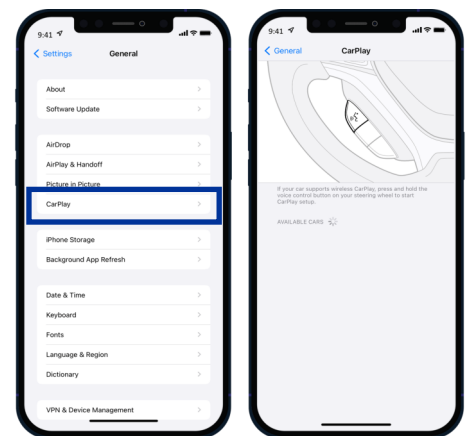 9:41
Settings
General
About
Software Update
AirDrop
AirPlay & Handoff
Picture in Picture
CarPlay
iPhone Storage
Background App Refresh
Date & Time
Keyboard
Fonts
Language & Region
Dictionary
VPN & Device Management
9:41
General
CarPlay
If your car supports wireless CarPlay, press and hold the
voice control button on your steering wheel to start
CarPlay setup.
AVAILABLE CARS